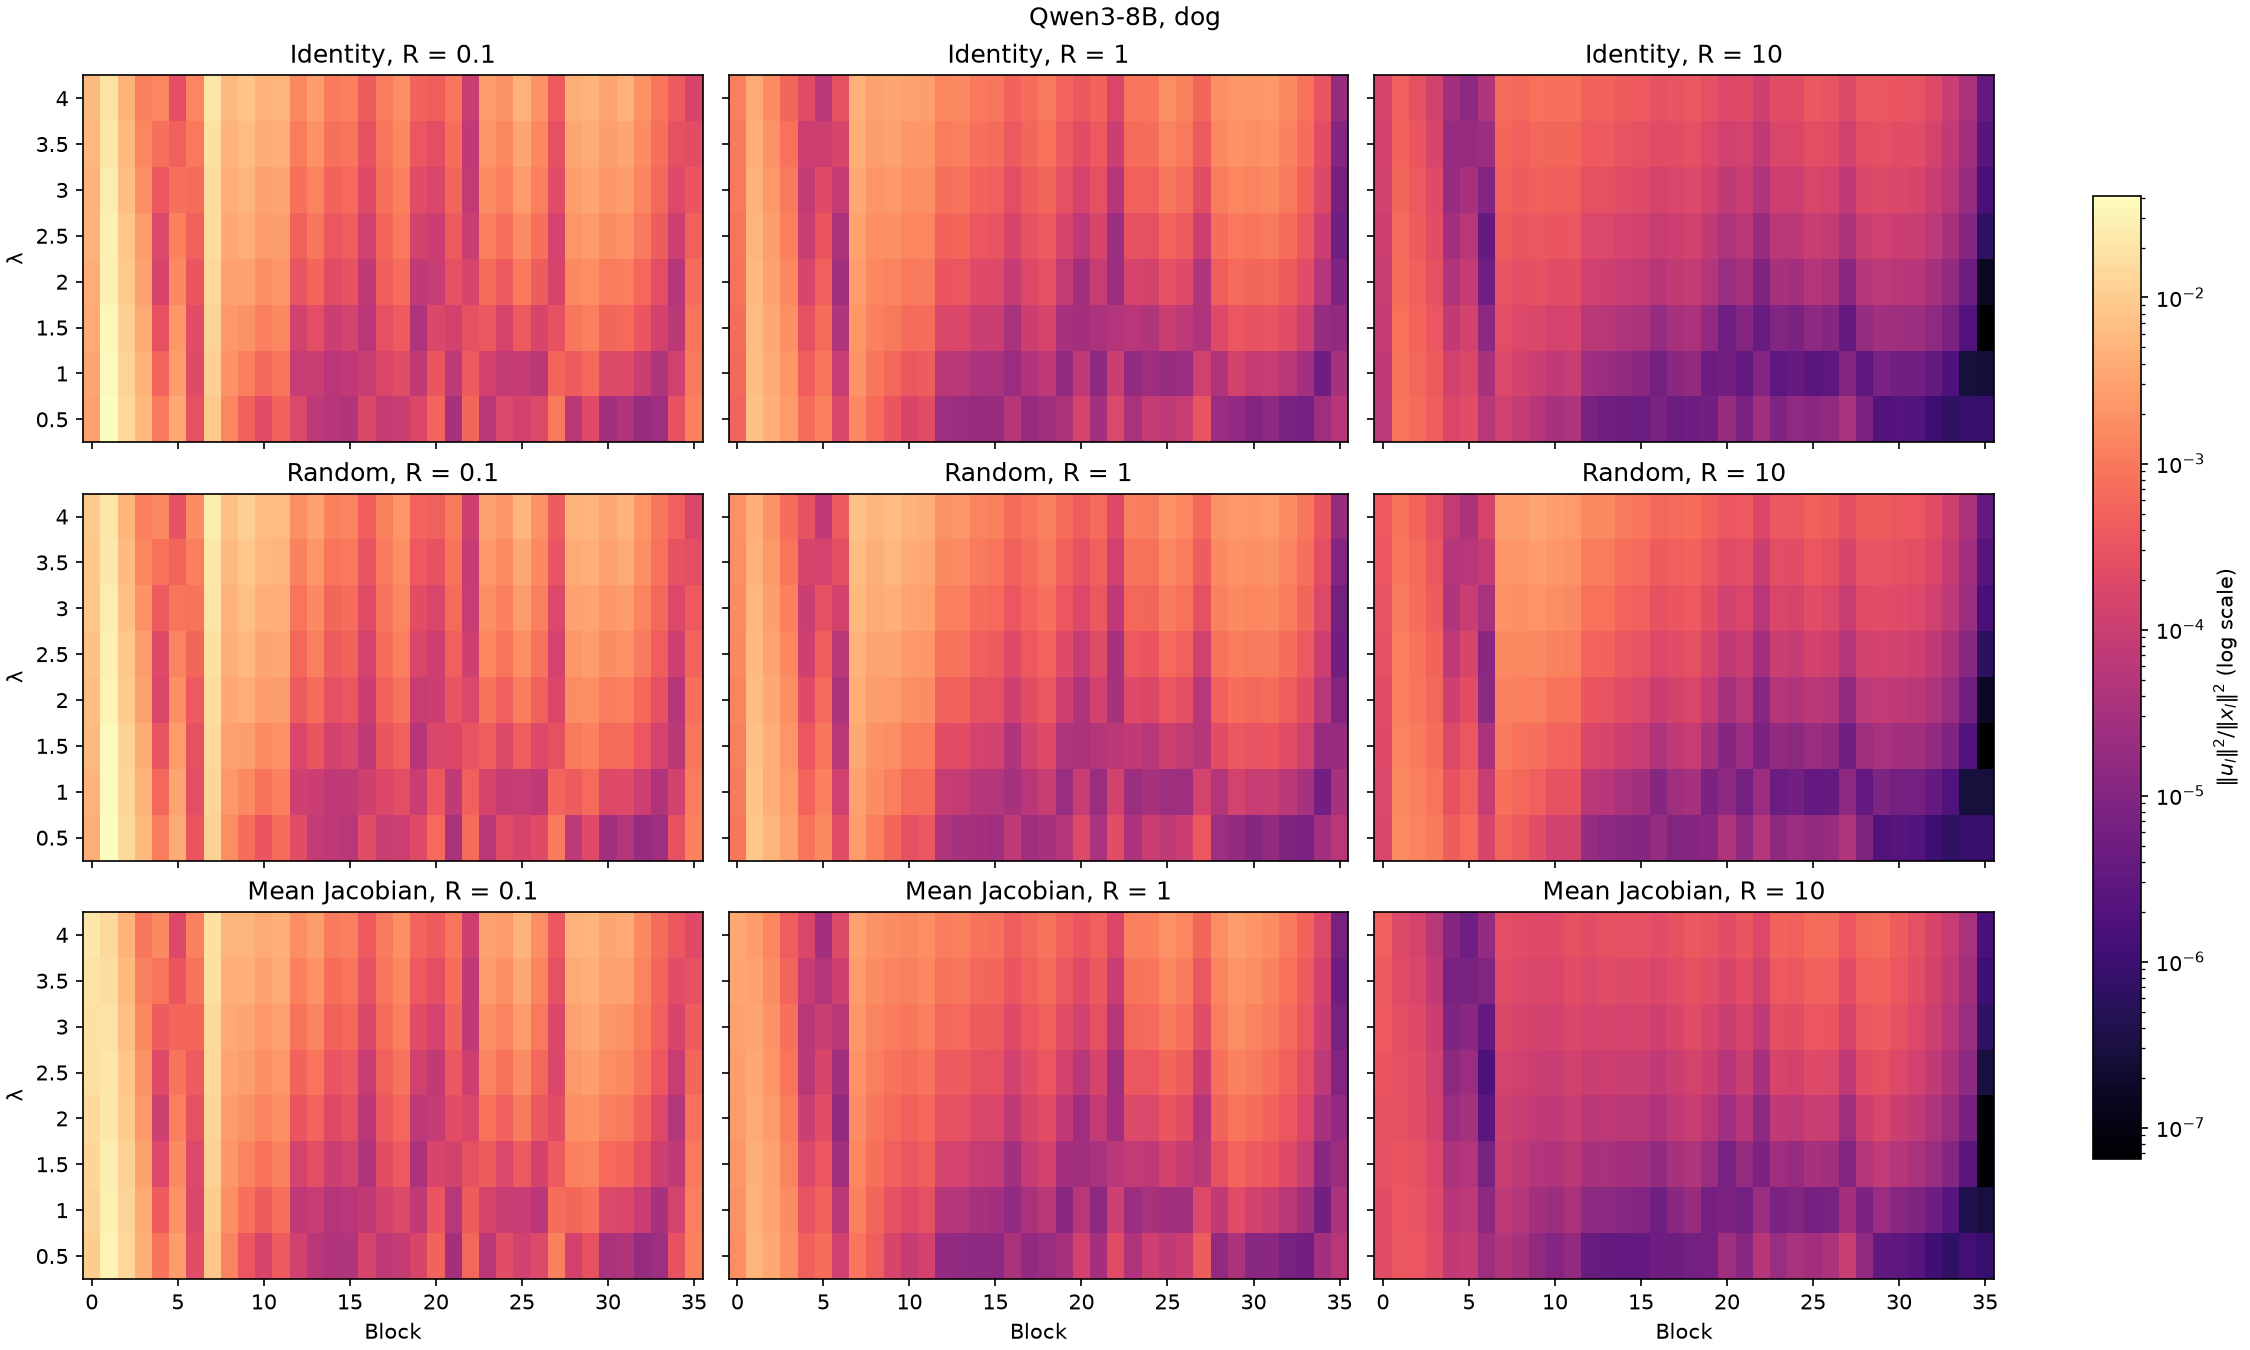 Qwen3-8B, dog
Identity, R = 0.1
Identity, R = 1
Identity, R = 10
λ
4
3.5
3
2.5
2
1.5
1
0.5
Random, R = 0.1
Random, R = 1
Random, R = 10
λ
4
3.5
3
2.5
2
1.5
1
0.5
Mean Jacobian, R = 0.1
Mean Jacobian, R = 1
Mean Jacobian, R = 10
λ
4
3.5
3
2.5
2
1.5
1
0.5
0 5 10 15 20 25 30 35
0 5 10 15 20 25 30 35
0 5 10 15 20 25 30 35
Block
Block
Block
10⁻²
10⁻³
10⁻⁴
10⁻⁵
10⁻⁶
10⁻⁷
‖uₗ‖²/‖xₗ‖² (log scale)